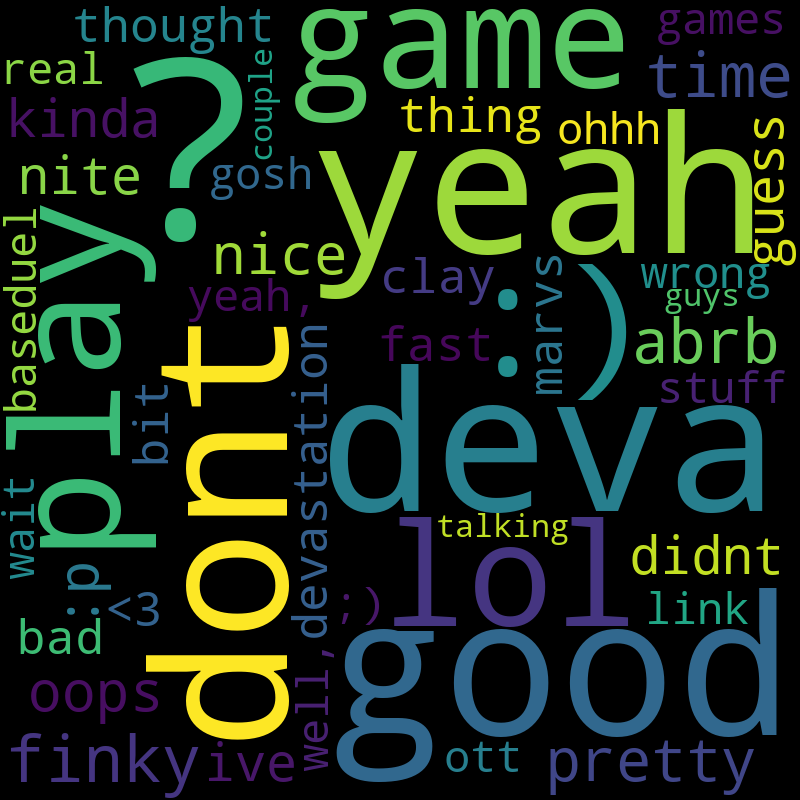 thought
game
games
real
?
couple
time
kinda
thing
ohhh
yeah
guess
nite
gosh
play
baseduel
nice
clay
:)
marvs
wrong
yeah,
guys
dont
devastation
fast
abrb
bit
deva
stuff
wait
lol
talking
didnt
:p
<3
;)
link
bad
good
oops
well,
finky
ive
ott
pretty